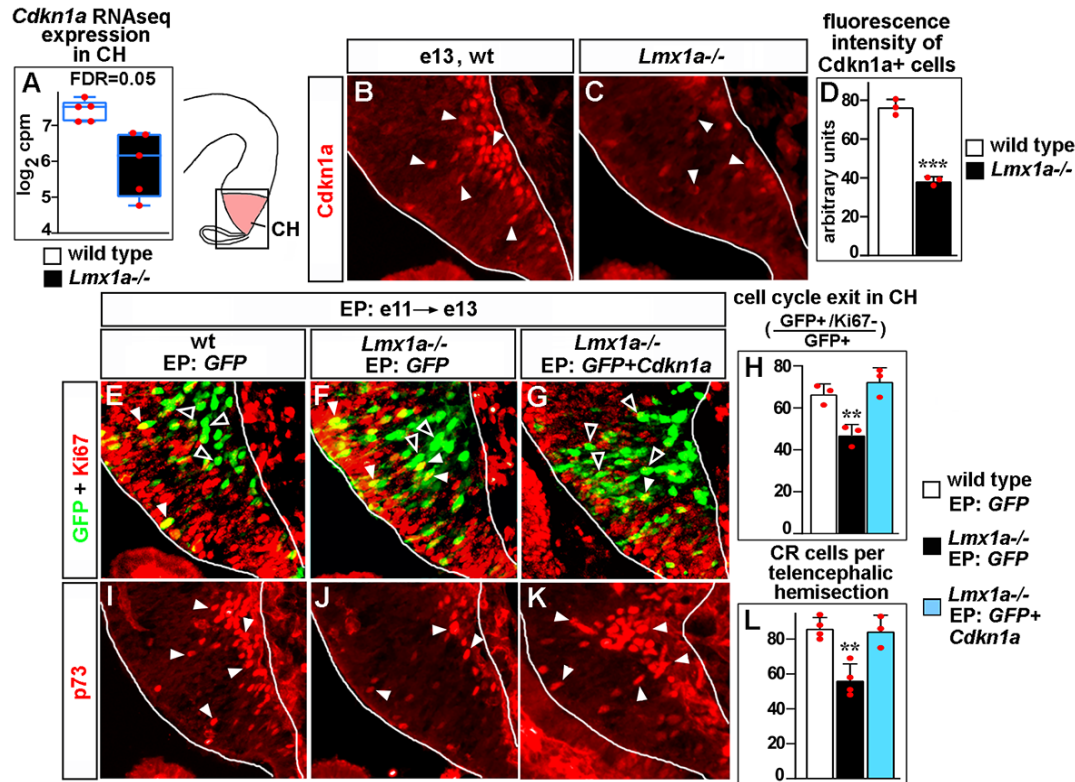 Cdkn1a RNAseq
expression
in CH
A
FDR=0.05
7
6
5
4
log2 cpm
wild type
Lmx1a-/-
CH
e13, wt
Lmx1a-/-
Cdkn1a
B
C
fluorescence
intensity of
Cdkn1a+ cells
D
80
60
40
20
0
arbitrary units
***
wild type
Lmx1a-/-
EP: e11→e13
wt
EP: GFP
Lmx1a-/-
EP: GFP
Lmx1a-/-
EP: GFP+Cdkn1a
GFP + Ki67
E
F
G
p73
I
J
K
cell cycle exit in CH
(GFP+/Ki67-
GFP+)
H
80
60
40
20
0
**
wild type
EP: GFP
Lmx1a-/-
EP: GFP
Lmx1a-/-
EP: GFP+
Cdkn1a
CR cells per
telencephalic
hemisection
L
80
60
40
20
0
**